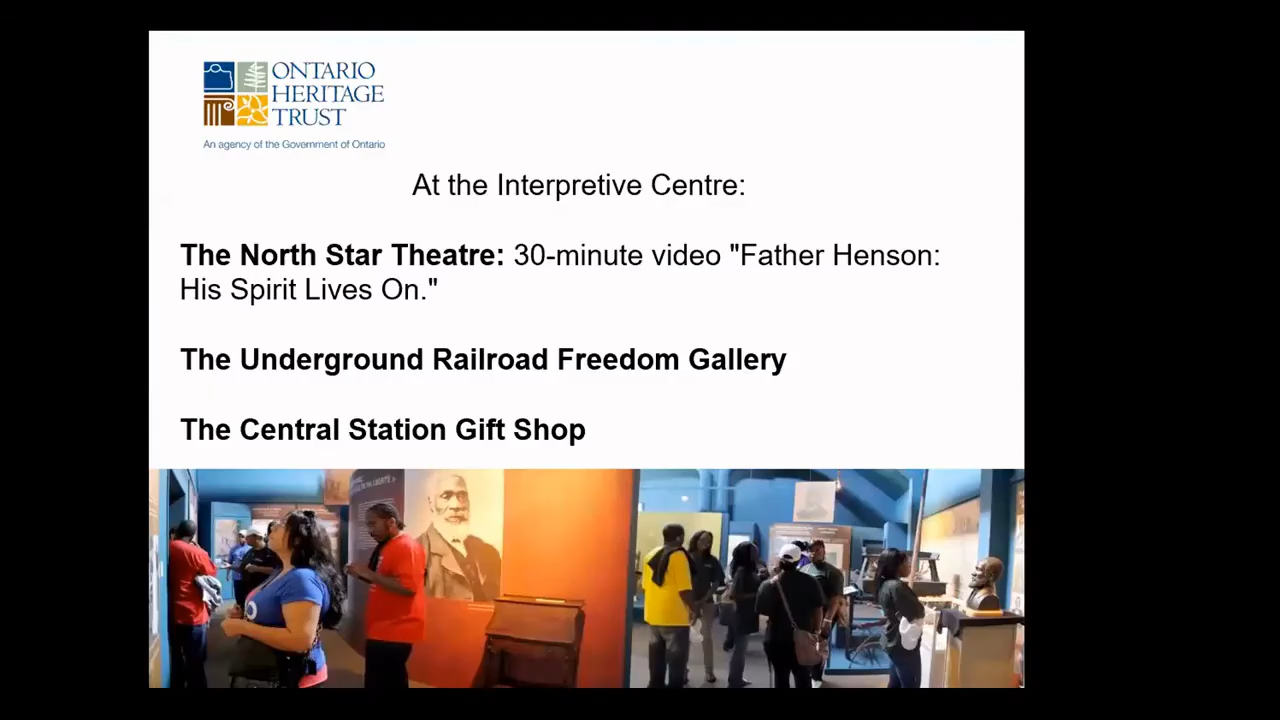 ONTARIO
HERITAGE
TRUST
An agency of the Government of Ontario
At the Interpretive Centre:
The North Star Theatre: 30-minute video "Father Henson:
His Spirit Lives On."
The Underground Railroad Freedom Gallery
The Central Station Gift Shop